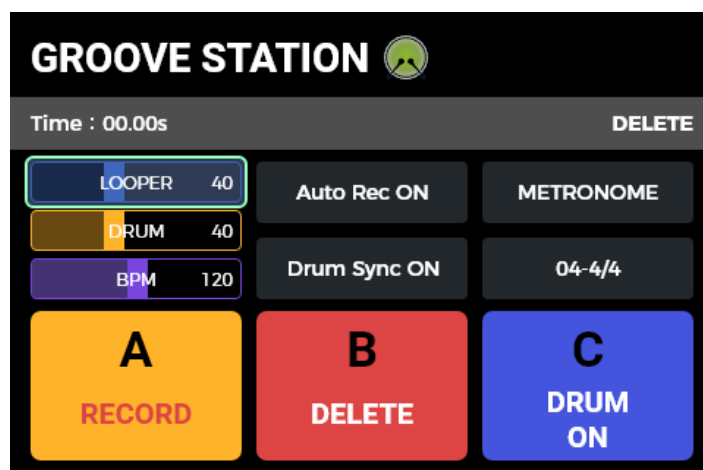 GROOVE STATION
Time : 00.00s DELETE
LOOPER 40
DRUM 40
BPM 120
Auto Rec ON
METRONOME
Drum Sync ON
04-4/4
A
RECORD
B
DELETE
C
DRUM
ON